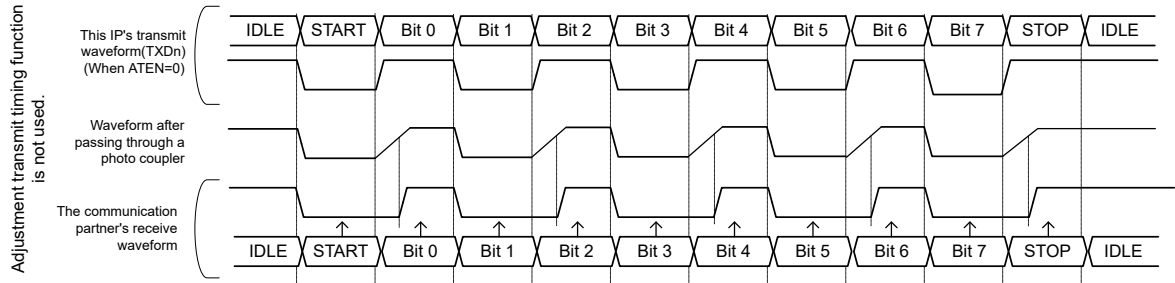 Adjustment transmit timing function
is not used.
This IP's transmit
waveform(TXDn)
(When ATEN=0)
IDLE START Bit 0 Bit 1 Bit 2 Bit 3 Bit 4 Bit 5 Bit 6 Bit 7 STOP IDLE
Waveform after
passing through a
photo coupler
The communication
partner's receive
waveform
IDLE START Bit 0 Bit 1 Bit 2 Bit 3 Bit 4 Bit 5 Bit 6 Bit 7 STOP IDLE